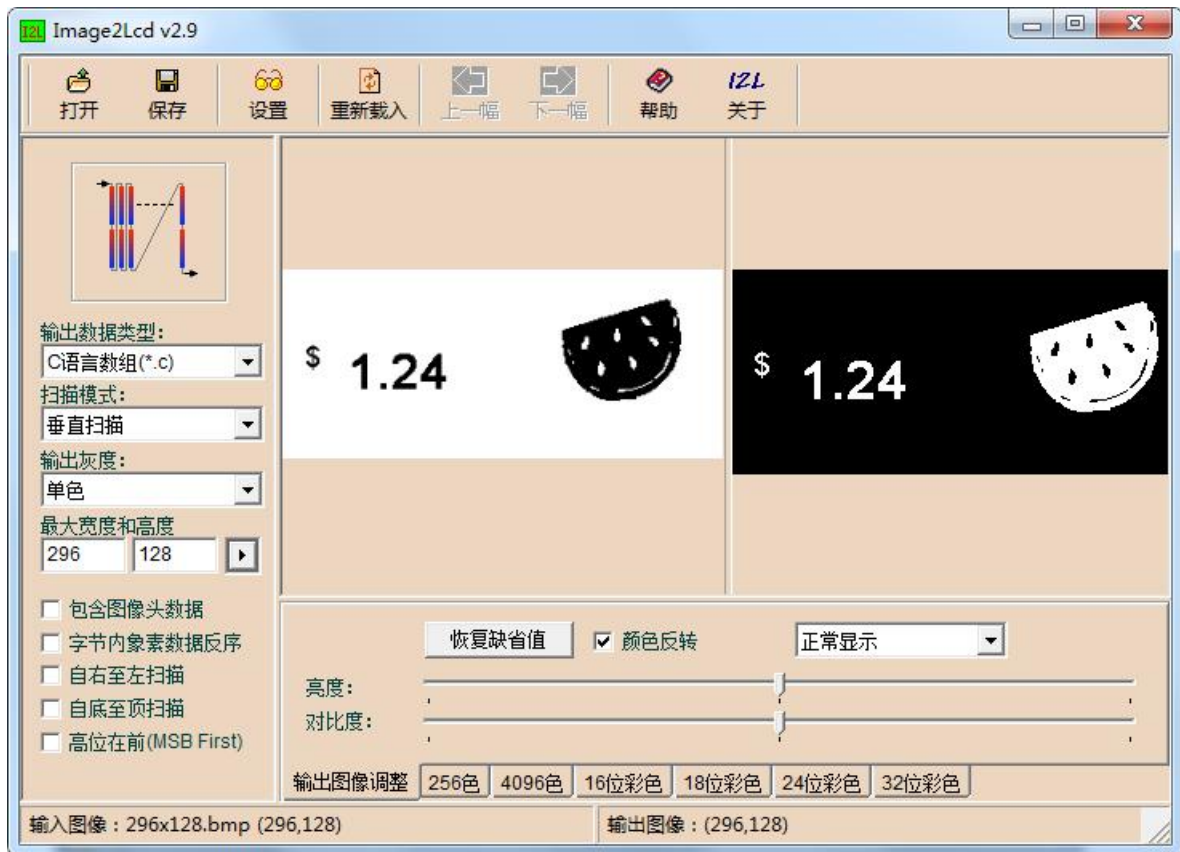 I2L Image2Lcd v2.9
打开 保存 设置 重新载入 上一幅 下一幅 帮助 I2L 关于
输出数据类型：
C语言数组(*.c)
扫描模式：
垂直扫描
输出灰度：
单色
最大宽度和高度
296 128
包含图像头数据
字节内象素数据反序
自右至左扫描
自底至顶扫描
高位在前(MSB First)
$ 1.24
$ 1.24
恢复缺省值 颜色反转 正常显示
亮度：
对比度：
输出图像调整 256色 4096色 16位彩色 18位彩色 24位彩色 32位彩色
输入图像：296x128.bmp (296,128) 输出图像：(296,128)